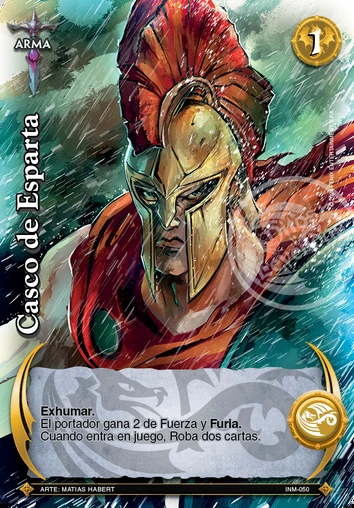 ARMA
1
Casco de Esparta
Exhumar.
El portador gana 2 de Fuerza y Furia.
Cuando entra en juego, Roba dos cartas.
ARTE: MATIAS HABERT
INM-050